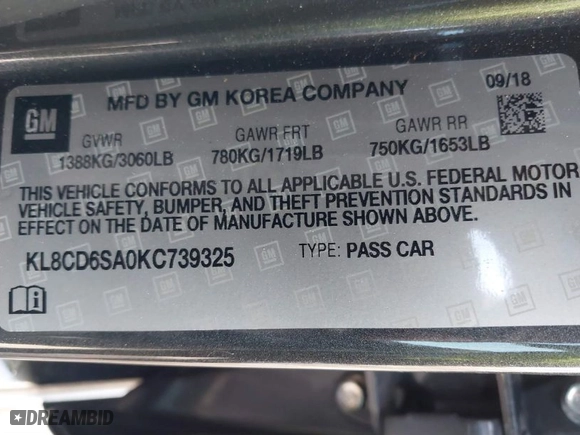 GM
MFD BY GM KOREA COMPANY
09/18
GVWR
1388KG/3060LB
GAWR FRT
780KG/1719LB
GAWR RR
750KG/1653LB
THIS VEHICLE CONFORMS TO ALL APPLICABLE U.S. FEDERAL MOTOR
VEHICLE SAFETY, BUMPER, AND THEFT PREVENTION STANDARDS IN
EFFECT ON THE DATE OF MANUFACTURE SHOWN ABOVE.
KL8CD6SA0KC739325
TYPE: PASS CAR
DREAMBID